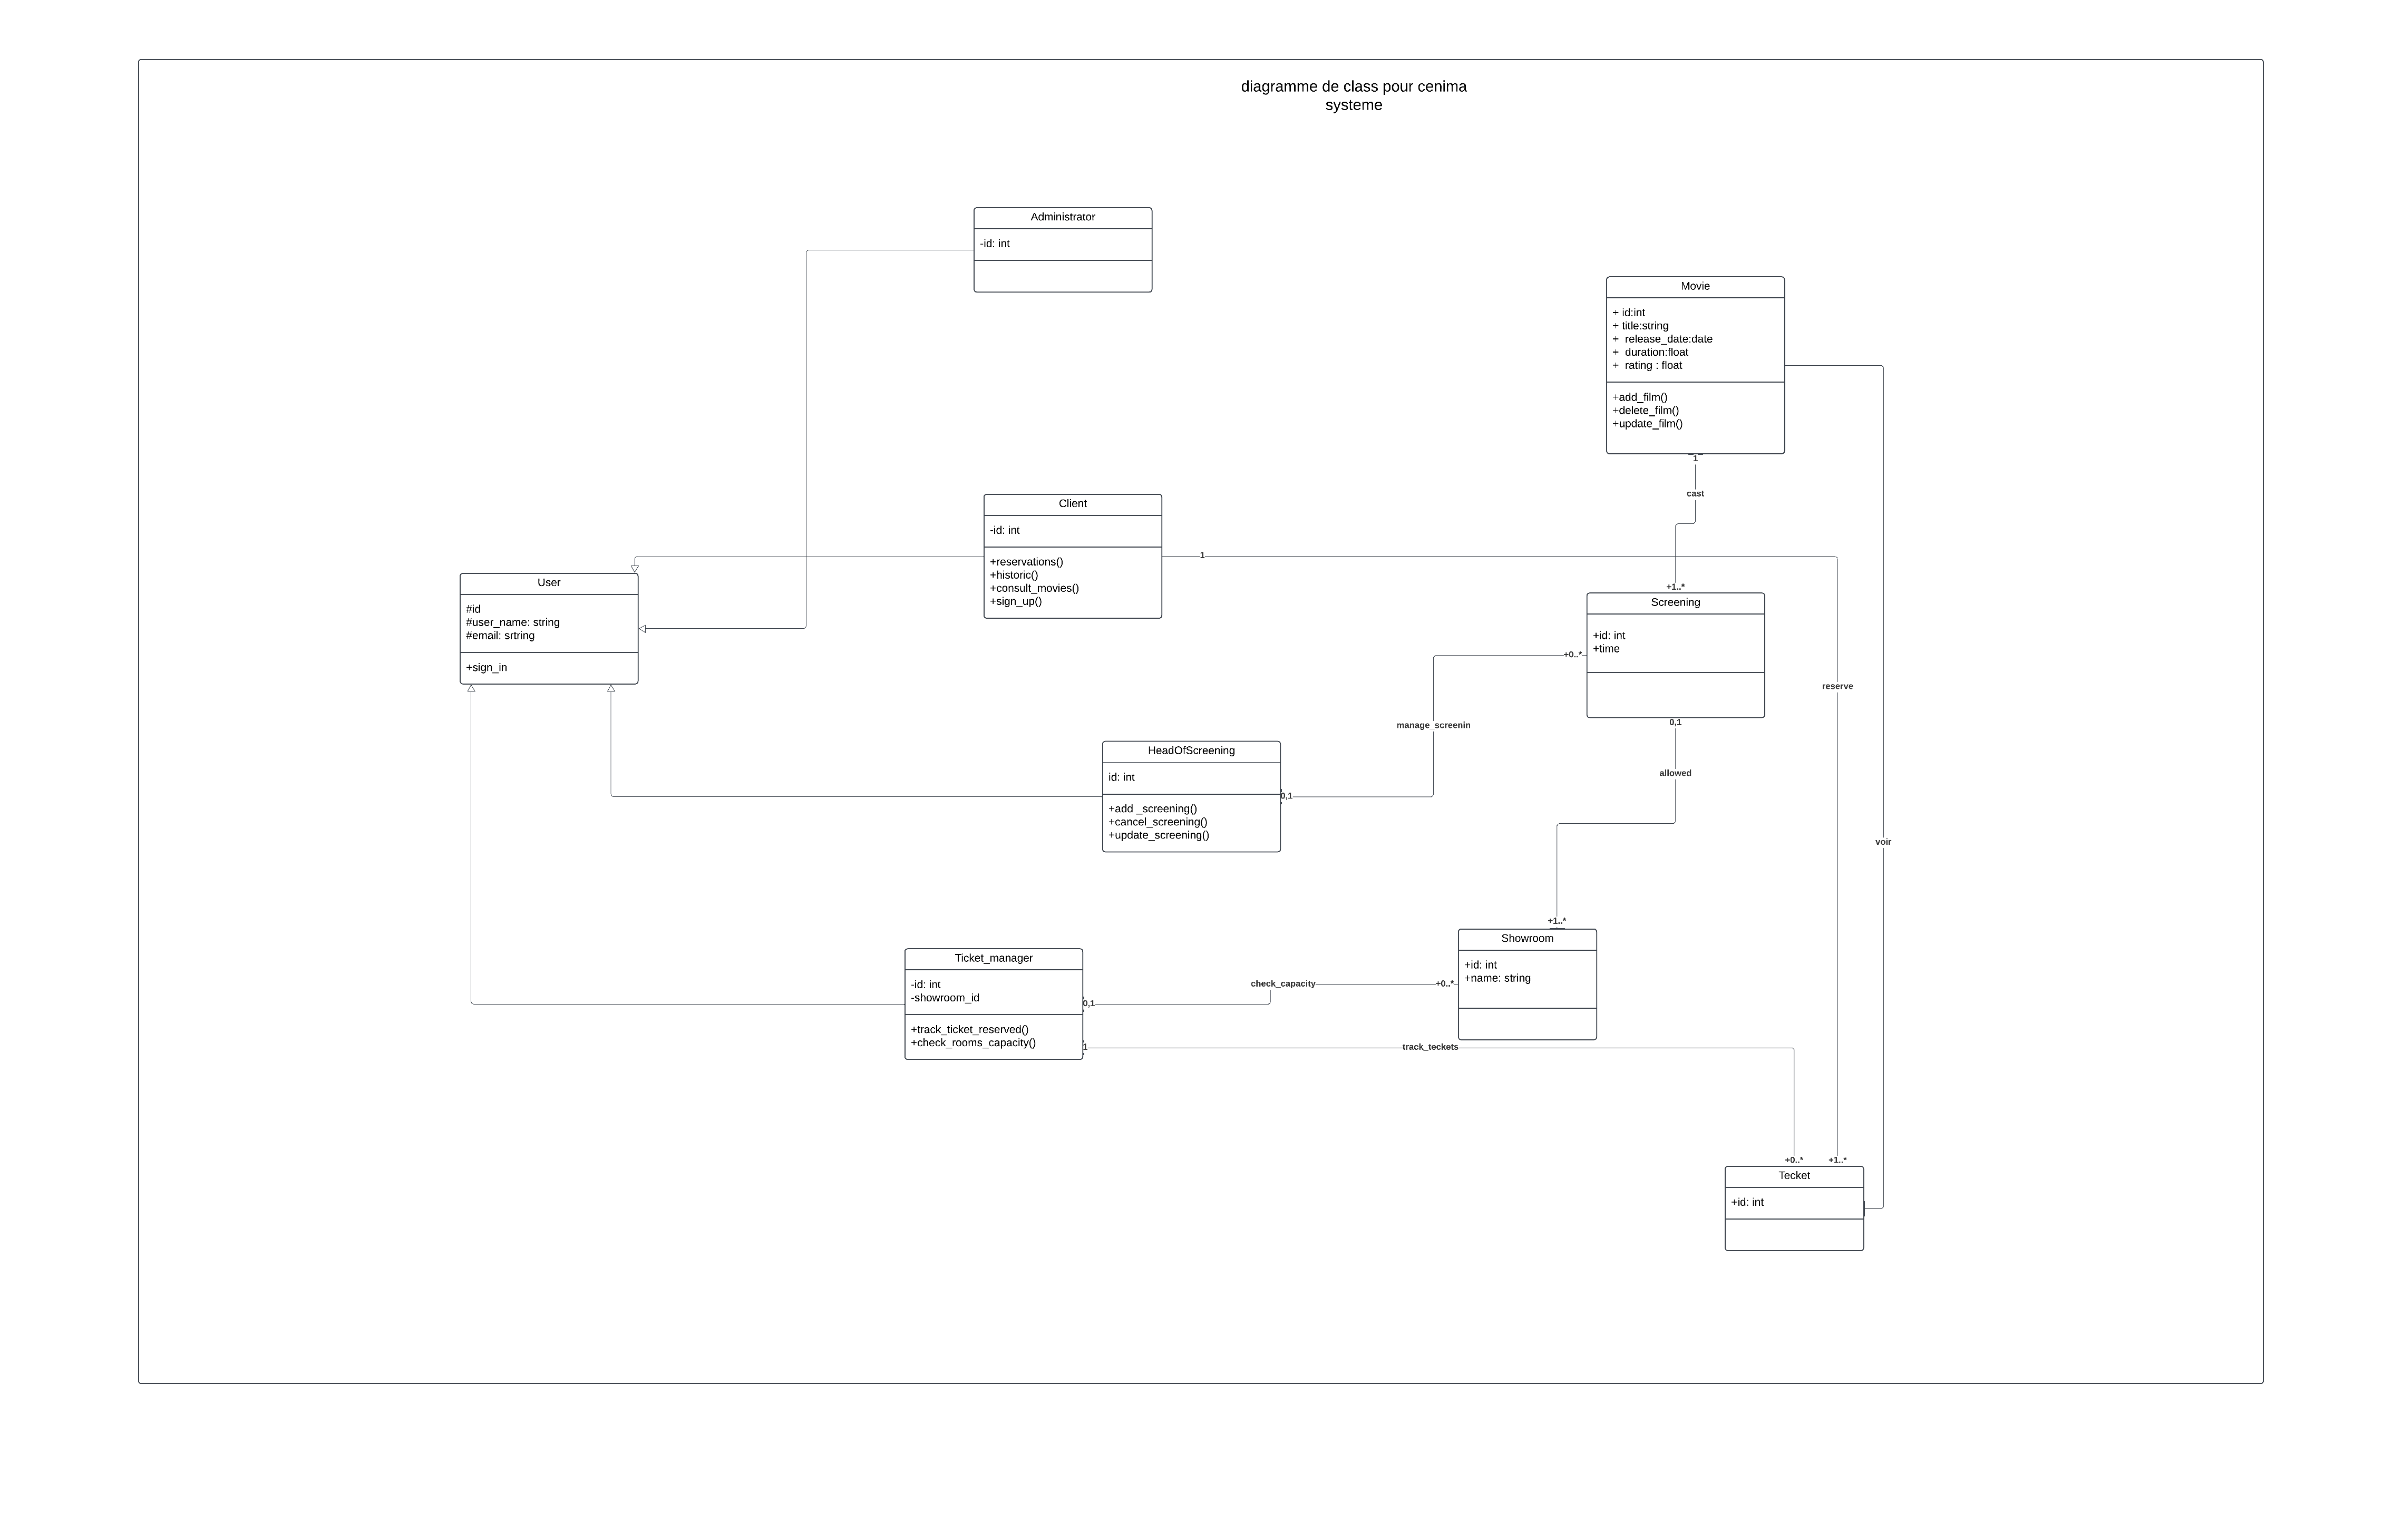 diagramme de class pour cenima
systeme
Administrator
-id: int
Movie
+ id:int
+ title:string
+  release_date:date
+  duration:float
+  rating : float
+add_film()
+delete_film()
+update_film()
1
cast
+1..*
Client
-id: int
+reservations()
+historic()
+consult_movies()
+sign_up()
1
reserve
+1..*
User
#id
#user_name: string
#email: srtring
+sign_in
Screening
+id: int
+time
+0..*
manage_screenin
0,1
HeadOfScreening
id: int
+add _screening()
+cancel_screening()
+update_screening()
0,1
allowed
+1..*
voir
Showroom
+id: int
+name: string
Ticket_manager
-id: int
-showroom_id
+track_ticket_reserved()
+check_rooms_capacity()
0,1
check_capacity
+0..*
1
track_teckets
+0..*
Tecket
+id: int